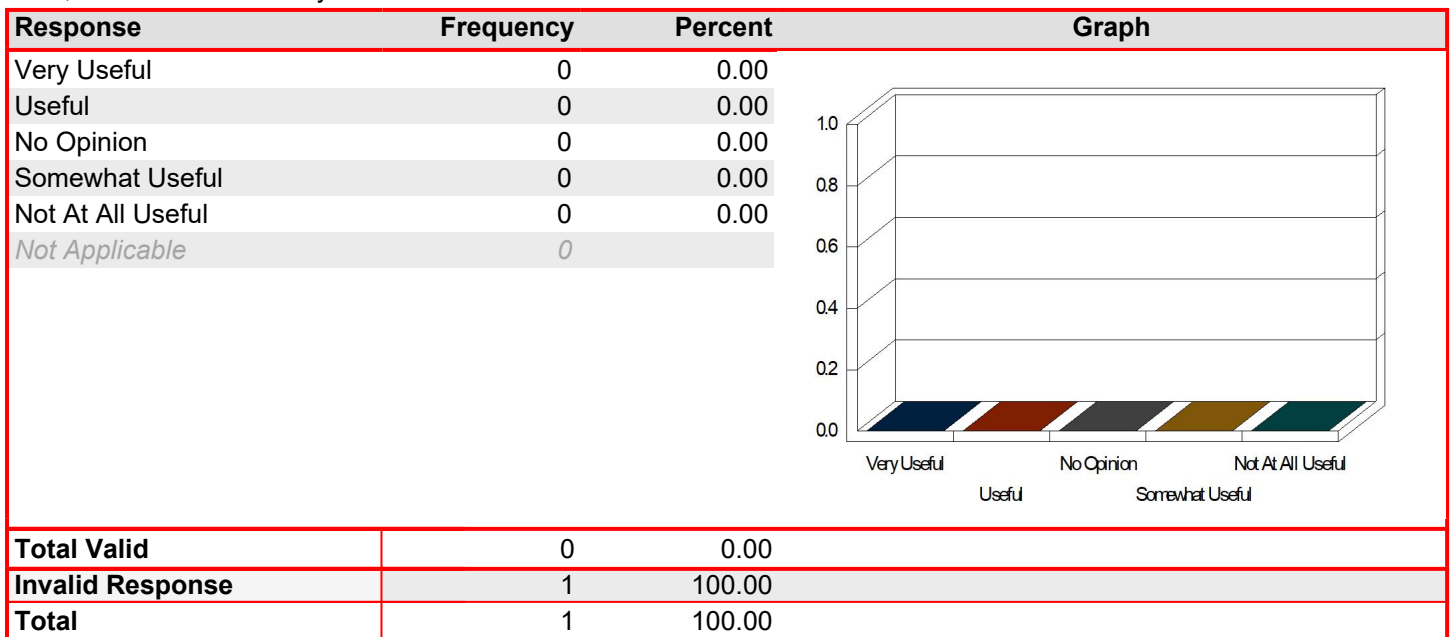 Response Frequency Percent Graph
Very Useful 0 0.00
Useful 0 0.00
No Opinion 0 0.00
Somewhat Useful 0 0.00
Not At All Useful 0 0.00
Not Applicable 0
1.0
0.8
0.6
0.4
0.2
0.0
Very Useful No Opinion Not At All Useful
Useful Somewhat Useful
Total Valid 0 0.00
Invalid Response 1 100.00
Total 1 100.00